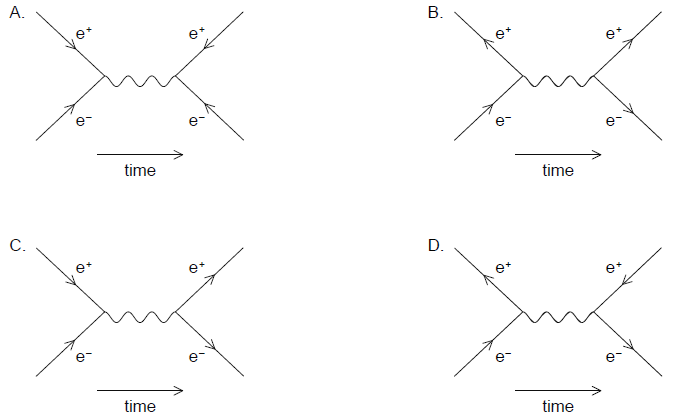 A.
e⁺ e⁺
e⁻ e⁻
time
B.
e⁺ e⁺
e⁻ e⁻
time
C.
e⁺ e⁺
e⁻ e⁻
time
D.
e⁺ e⁺
e⁻ e⁻
time